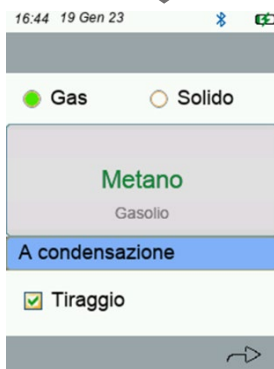 16:44 19 Gen 23
Gas Solido
Metano
Gasolio
A condensazione
Tiraggio